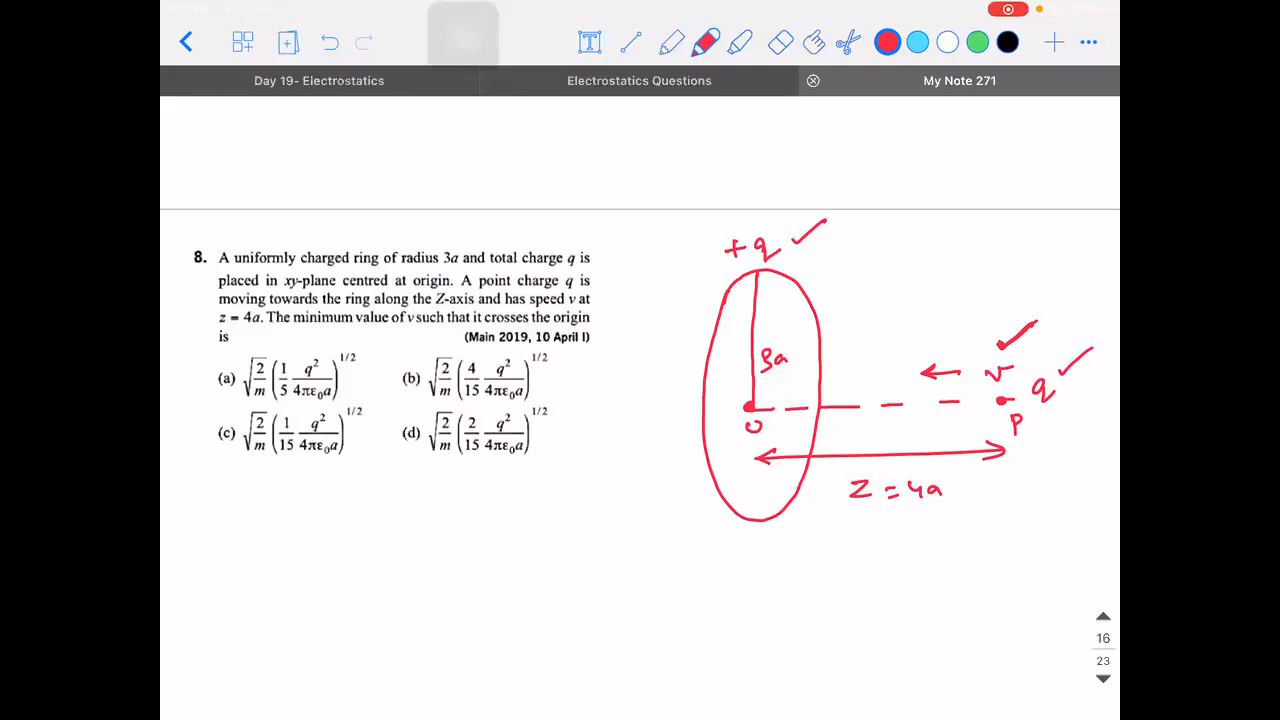 Day 19- Electrostatics
Electrostatics Questions
My Note 271
8. A uniformly charged ring of radius 3a and total charge q is
placed in xy-plane centred at origin. A point charge q is
moving towards the ring along the Z-axis and has speed v at
z = 4a. The minimum value of v such that it crosses the origin
is (Main 2019, 10 April I)
(a) √(2/m) (1/5 q²/4πε₀a)^1/2 (b) √(2/m) (4/15 q²/4πε₀a)^1/2
(c) √(2/m) (1/15 q²/4πε₀a)^1/2 (d) √(2/m) (2/15 q²/4πε₀a)^1/2
+q
3a
v
q
O
P
Z = 4a
16
23